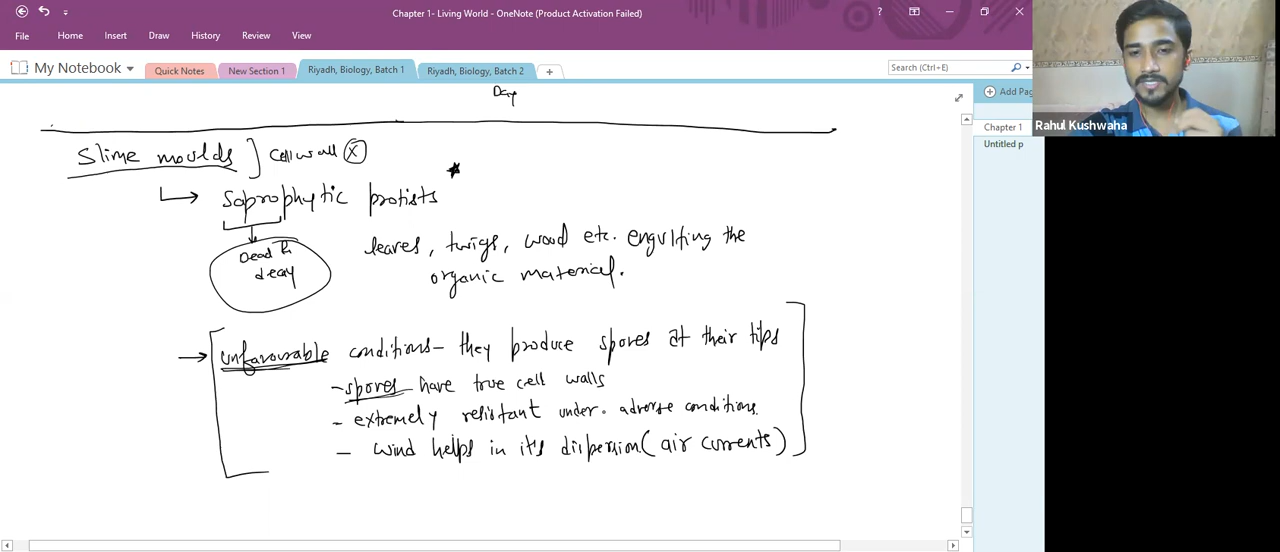 Chapter 1- Living World - OneNote (Product Activation Failed)
?
File Home Insert Draw History Review View
My Notebook
Quick Notes
New Section 1
Riyadh, Biology, Batch 1
Riyadh, Biology, Batch 2
Search (Ctrl+E)
Add Pag
Chapter 1
Untitled p
Rahul Kushwaha
Slime moulds ] Cell wall X
Saprophytic protists
Dead &
decay
leaves, twigs, wood etc. engulfing the
organic material.
unfavourable conditions - they produce spores at their tips
- spores have true cell walls
- extremely resistant under. adverse conditions.
- wind helps in it's dispersion (air currents)